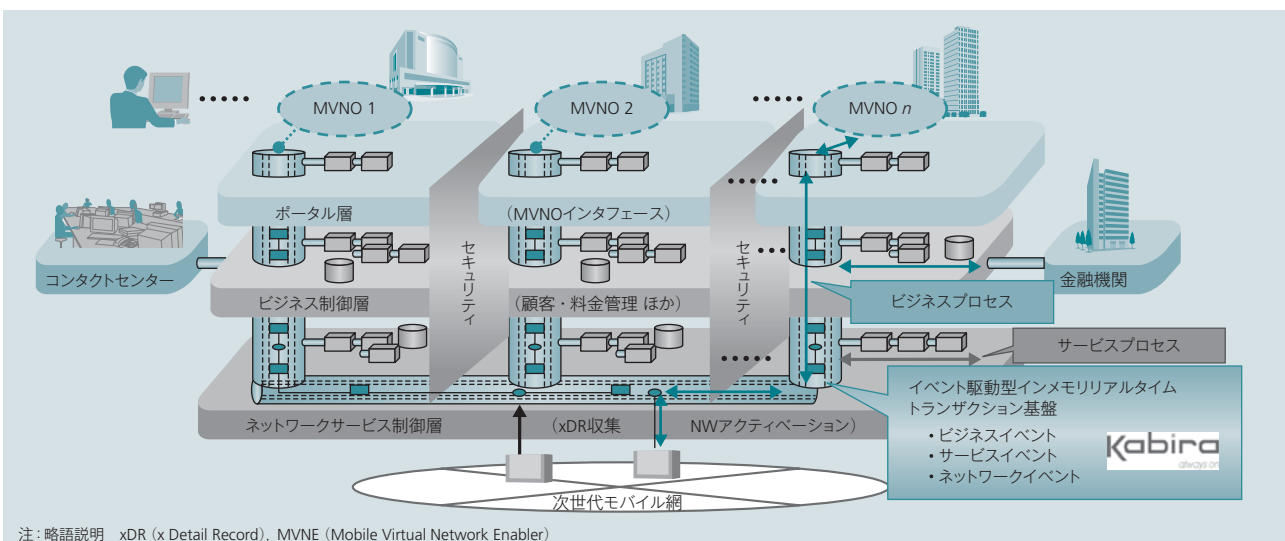 MVNO 1
MVNO 2
MVNO n
ポータル層
(MVNOインタフェース)
セキュリティ
セキュリティ
コンタクトセンター
金融機関
ビジネス制御層
(顧客・料金管理 ほか)
ビジネスプロセス
サービスプロセス
イベント駆動型インメモリリアルタイム
トランザクション基盤
・ビジネスイベント
・サービスイベント
・ネットワークイベント
Kabira
always on
ネットワークサービス制御層
(xDR収集
NWアクティベーション)
次世代モバイル網
注:略語説明 xDR(x Detail Record),MVNE(Mobile Virtual Network Enabler)